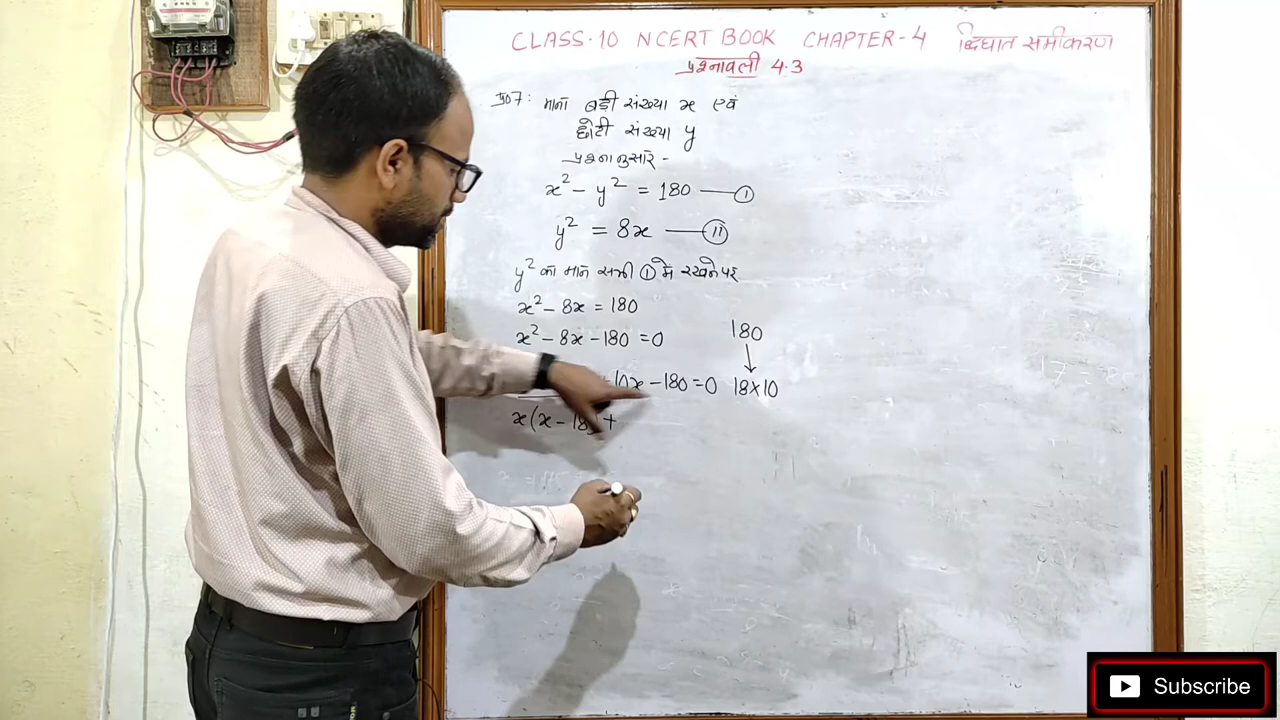 CLASS-10 NCERT BOOK CHAPTER-4 द्विघात समीकरण
प्रश्नावली 4.3
प्र०7: माना बड़ी संख्या x एवं
छोटी संख्या y
प्रश्नानुसार -
x² - y² = 180 —— ①
y² = 8x —— ⑪
y² का मान समी ① में रखने पर
x² - 8x = 180
x² - 8x - 180 = 0
180
↓
10x - 180 = 0 18×10
x(x - 18) +
Subscribe